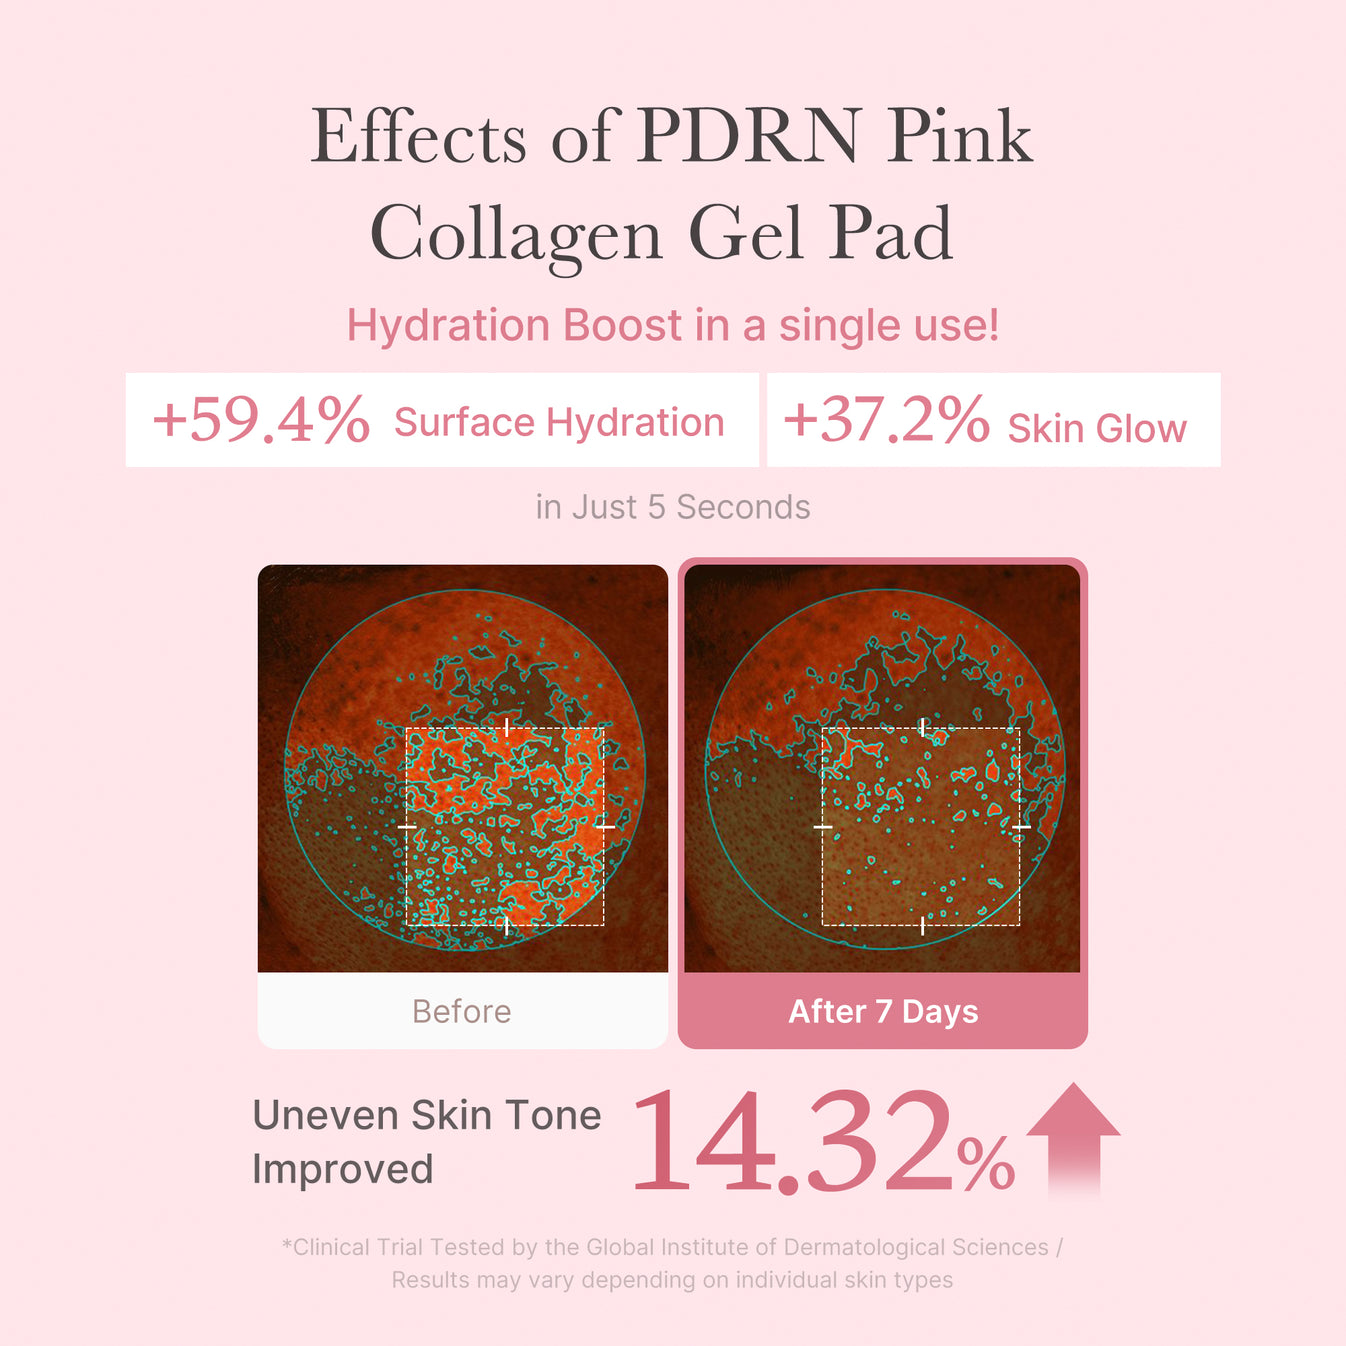 Effects of PDRN Pink
Collagen Gel Pad
Hydration Boost in a single use!
+59.4% Surface Hydration
+37.2% Skin Glow
in Just 5 Seconds
Before
After 7 Days
Uneven Skin Tone
Improved
14.32%
*Clinical Trial Tested by the Global Institute of Dermatological Sciences /
Results may vary depending on individual skin types